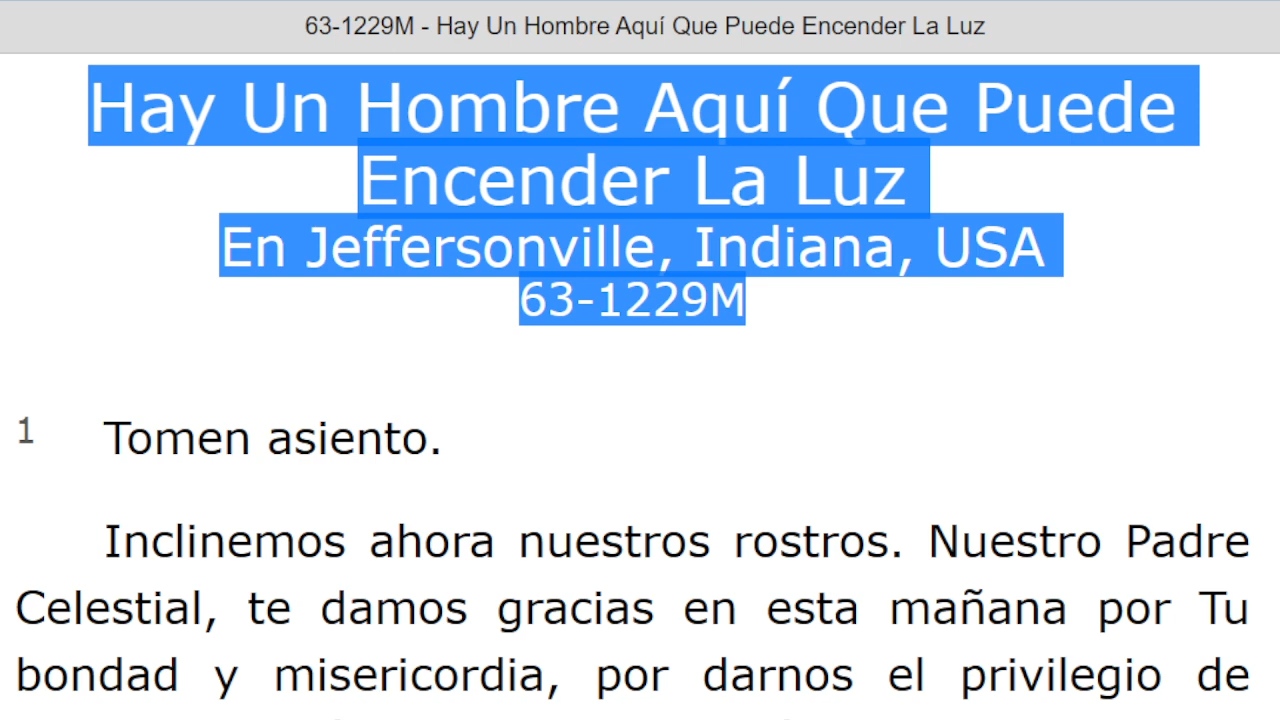 63-1229M - Hay Un Hombre Aquí Que Puede Encender La Luz
Hay Un Hombre Aquí Que Puede
Encender La Luz
En Jeffersonville, Indiana, USA
63-1229M
1 Tomen asiento.
Inclinemos ahora nuestros rostros. Nuestro Padre
Celestial, te damos gracias en esta mañana por Tu
bondad y misericordia, por darnos el privilegio de